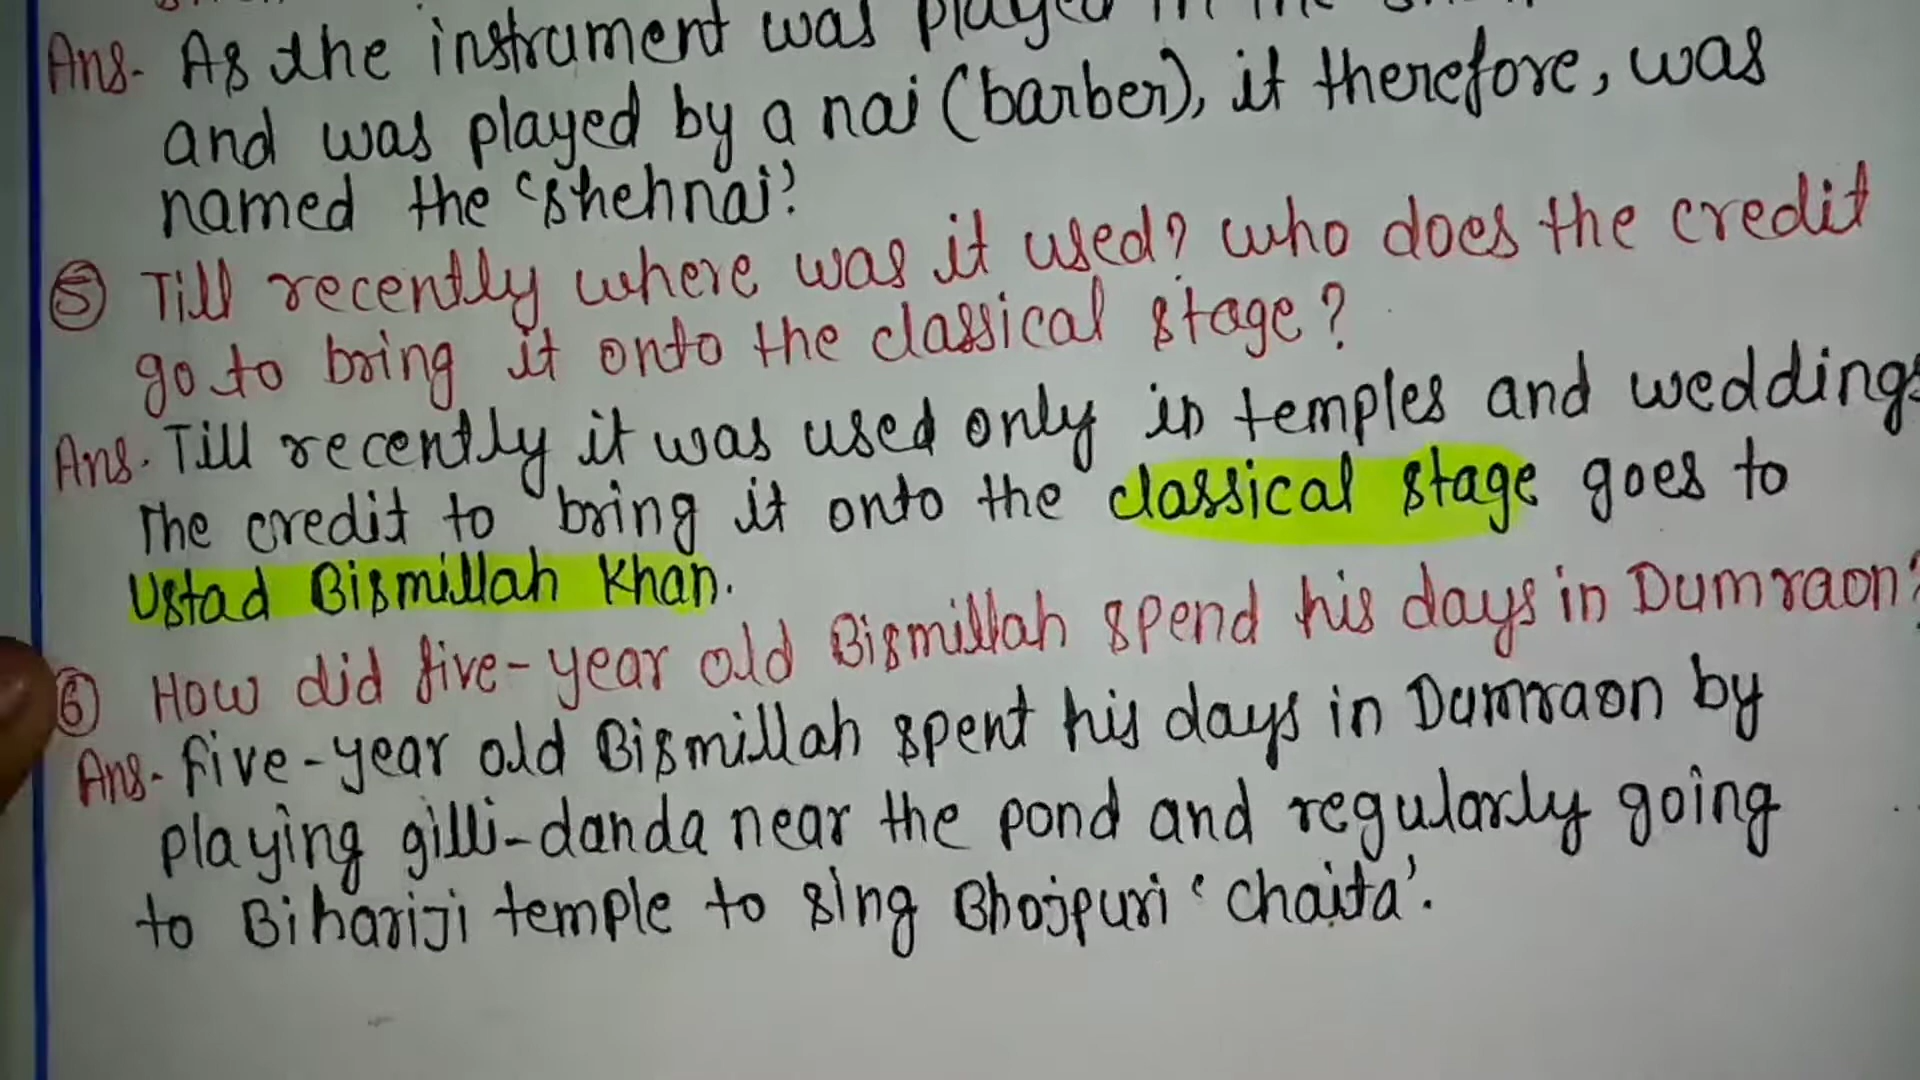 Ans- As the instrument was played in the
and was played by a nai (barber), it therefore, was
named the 'shehnai'.
⑤ Till recently where was it used? who does the credit
go to bring it onto the classical stage?
Ans. Till recently it was used only in temples and weddings
The credit to bring it onto the classical stage goes to
Ustad Bismillah Khan.
⑥ How did five-year old Bismillah spend his days in Dumraon?
Ans- five-year old Bismillah spent his days in Dumraon by
playing gilli-danda near the pond and regularly going
to Bihariji temple to sing Bhojpuri 'Chaita'.